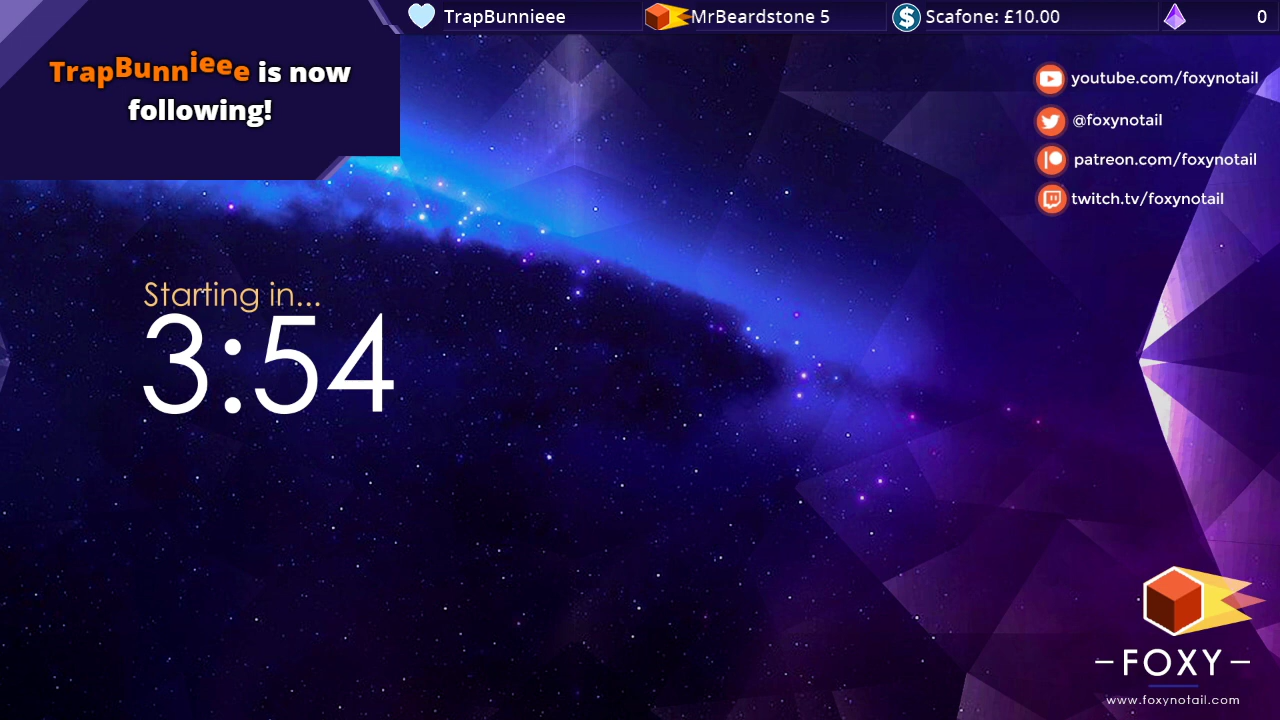 TrapBunnieee
MrBeardstone 5
Scafone: £10.00
0
TrapBunnieee is now
following!
youtube.com/foxynotail
@foxynotail
patreon.com/foxynotail
twitch.tv/foxynotail
Starting in...
3:54
FOXY
www.foxynotail.com